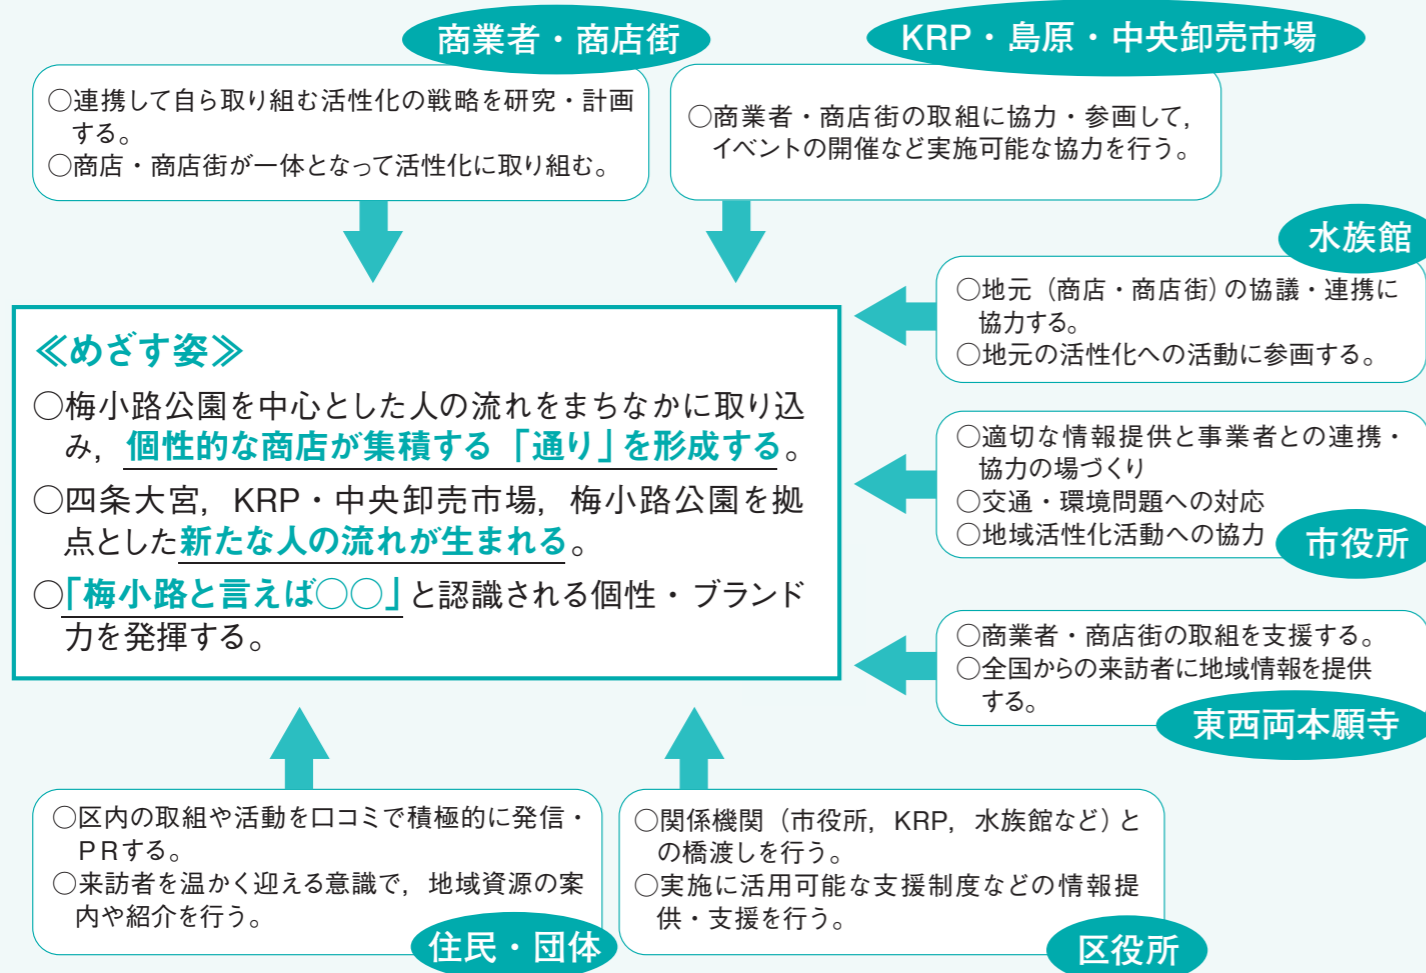 商業者・商店街
○連携して自ら取り組む活性化の戦略を研究・計画
する。
○商店・商店街が一体となって活性化に取り組む。
KRP・島原・中央卸売市場
○商業者・商店街の取組に協力・参画して，
イベントの開催など実施可能な協力を行う。
水族館
○地元（商店・商店街）の協議・連携に
協力する。
○地元の活性化への活動に参画する。
≪めざす姿≫
○梅小路公園を中心とした人の流れをまちなかに取り込
み，個性的な商店が集積する「通り」を形成する。
○四条大宮，KRP・中央卸売市場，梅小路公園を拠
点とした新たな人の流れが生まれる。
○「梅小路と言えば○○」と認識される個性・ブランド
力を発揮する。
○適切な情報提供と事業者との連携・
協力の場づくり
○交通・環境問題への対応
○地域活性化活動への協力
市役所
○商業者・商店街の取組を支援する。
○全国からの来訪者に地域情報を提供
する。
東西両本願寺
○区内の取組や活動を口コミで積極的に発信・
ＰＲする。
○来訪者を温かく迎える意識で，地域資源の案
内や紹介を行う。
住民・団体
○関係機関（市役所，KRP，水族館など）と
の橋渡しを行う。
○実施に活用可能な支援制度などの情報提
供・支援を行う。
区役所